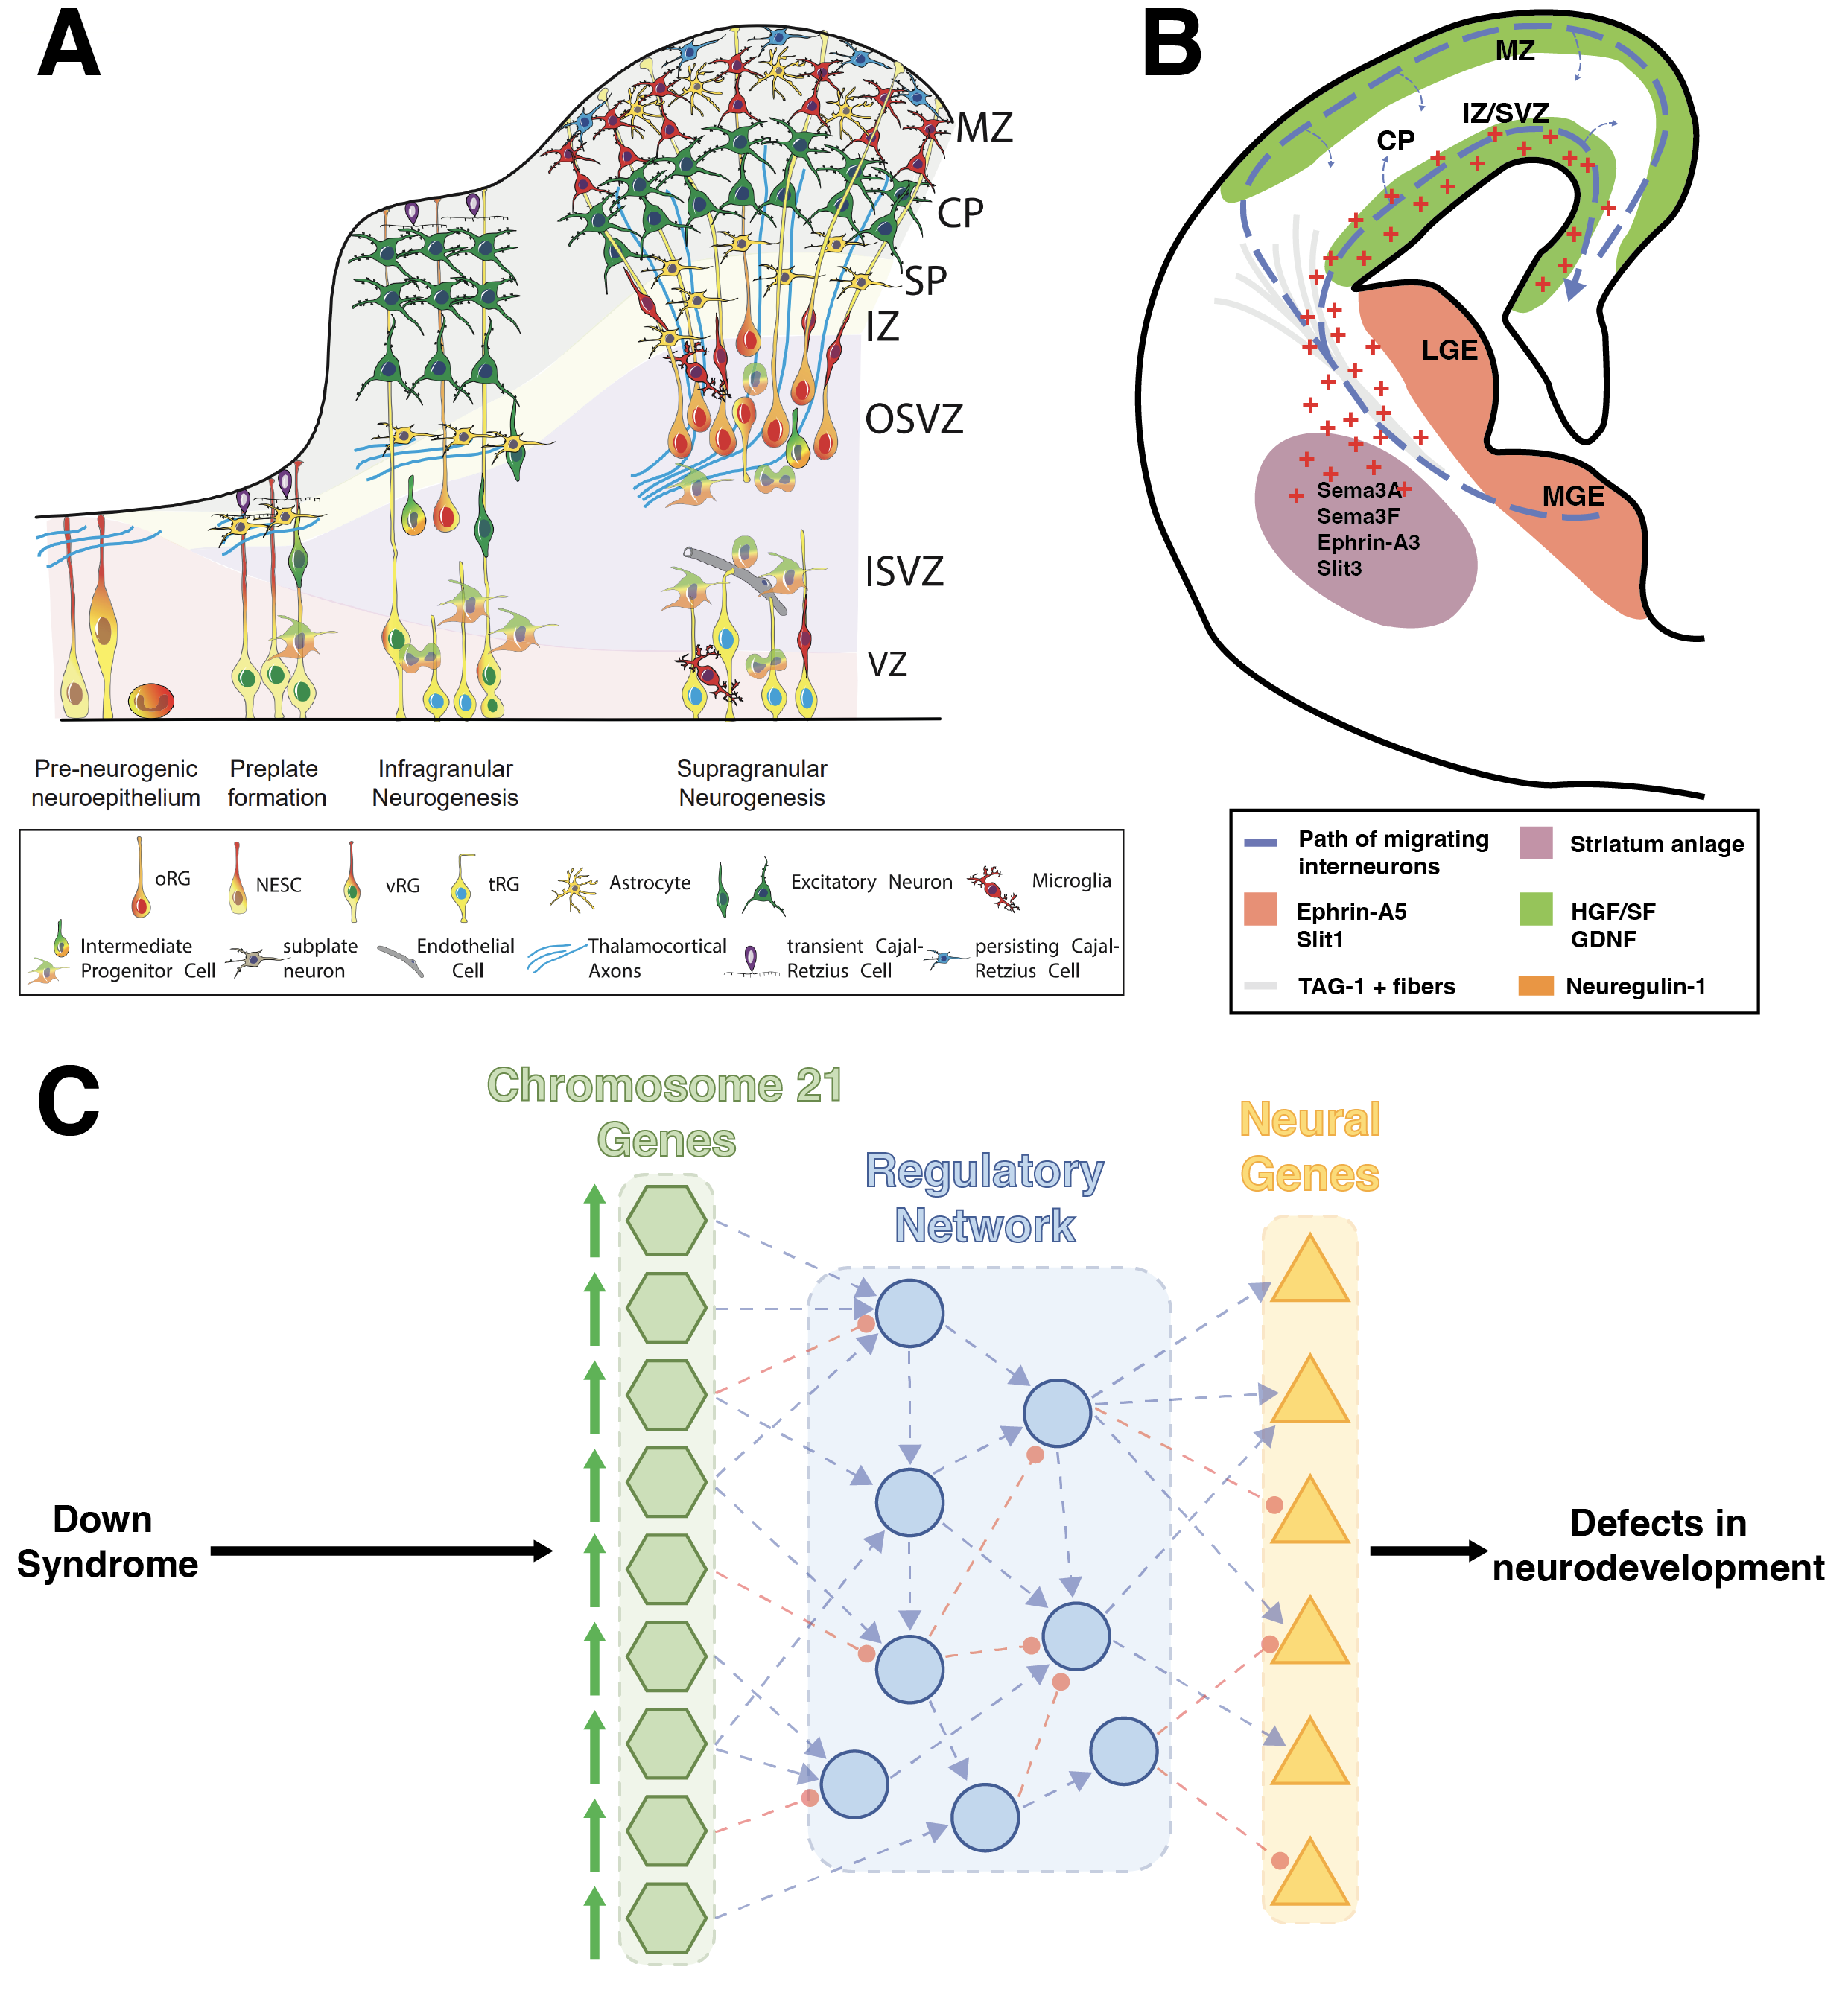 A
MZ
CP
SP
IZ
OSVZ
ISVZ
VZ
Pre-neurogenic
neuroepithelium
Preplate
formation
Infragranular
Neurogenesis
Supragranular
Neurogenesis
oRG
NESC
vRG
tRG
Astrocyte
Excitatory Neuron
Microglia
Intermediate
Progenitor Cell
subplate
neuron
Endothelial
Cell
Thalamocortical
Axons
transient Cajal-
Retzius Cell
persisting Cajal-
Retzius Cell
B
MZ
IZ/SVZ
CP
LGE
MGE
Sema3A
Sema3F
Ephrin-A3
Slit3
Path of migrating
interneurons
Striatum anlage
Ephrin-A5
Slit1
HGF/SF
GDNF
TAG-1 + fibers
Neuregulin-1
C
Chromosome 21
Genes
Regulatory
Network
Neural
Genes
Down
Syndrome
Defects in
neurodevelopment